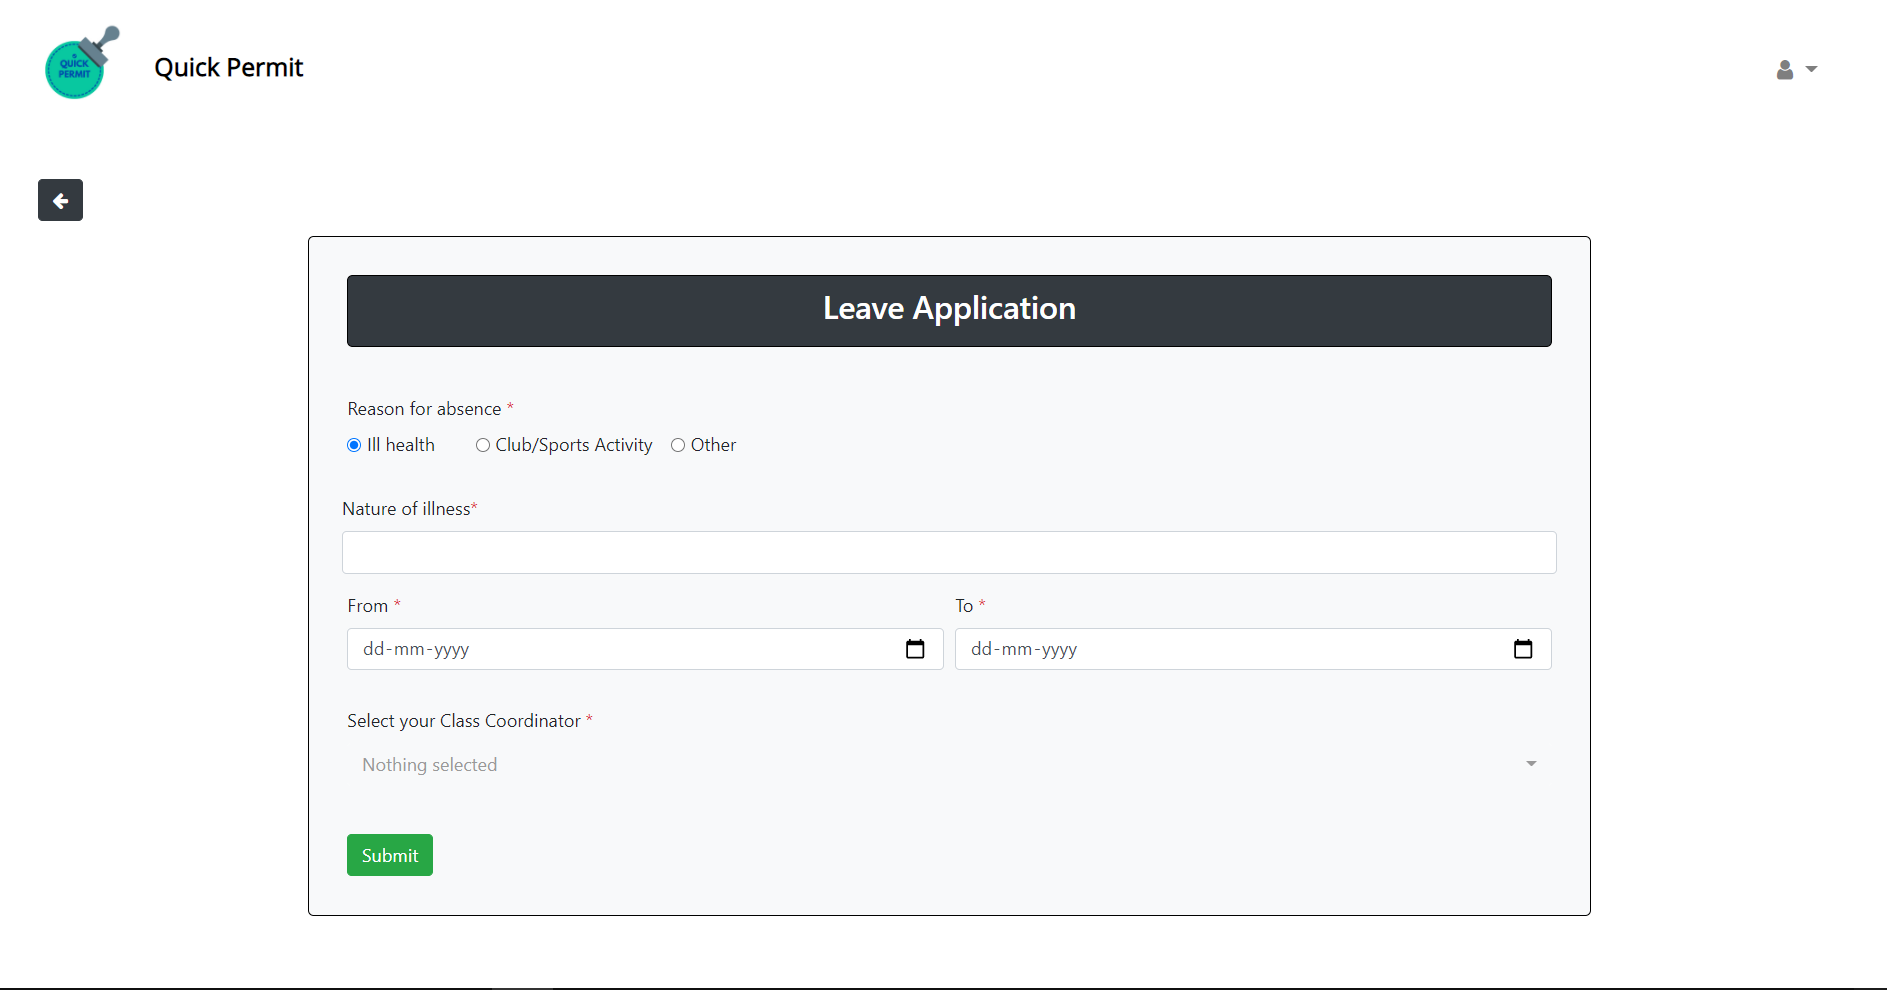 QUICK
PERMIT
Quick Permit
Leave Application
Reason for absence *
Ill health Club/Sports Activity Other
Nature of illness*
From * To *
dd-mm-yyyy dd-mm-yyyy
Select your Class Coordinator *
Nothing selected
Submit